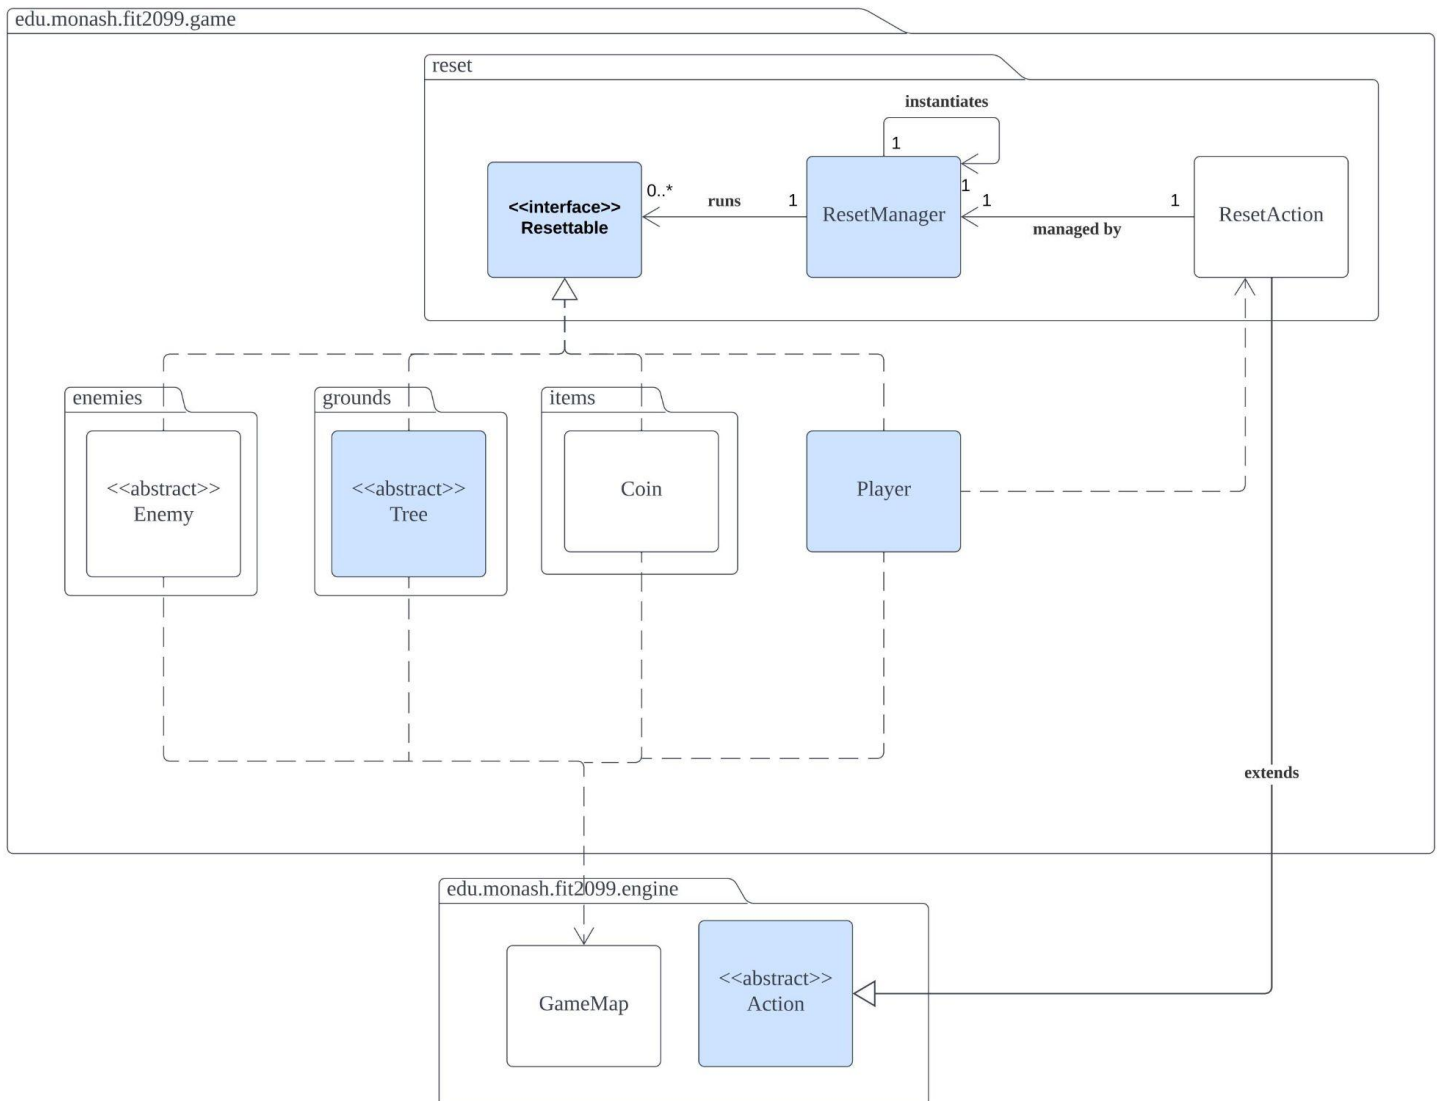 edu.monash.fit2099.game
reset
instantiates
1
1
<<interface>>
Resettable
0..*
runs
1
ResetManager
1
managed by
1
ResetAction
enemies
<<abstract>>
Enemy
grounds
<<abstract>>
Tree
items
Coin
Player
extends
edu.monash.fit2099.engine
GameMap
<<abstract>>
Action